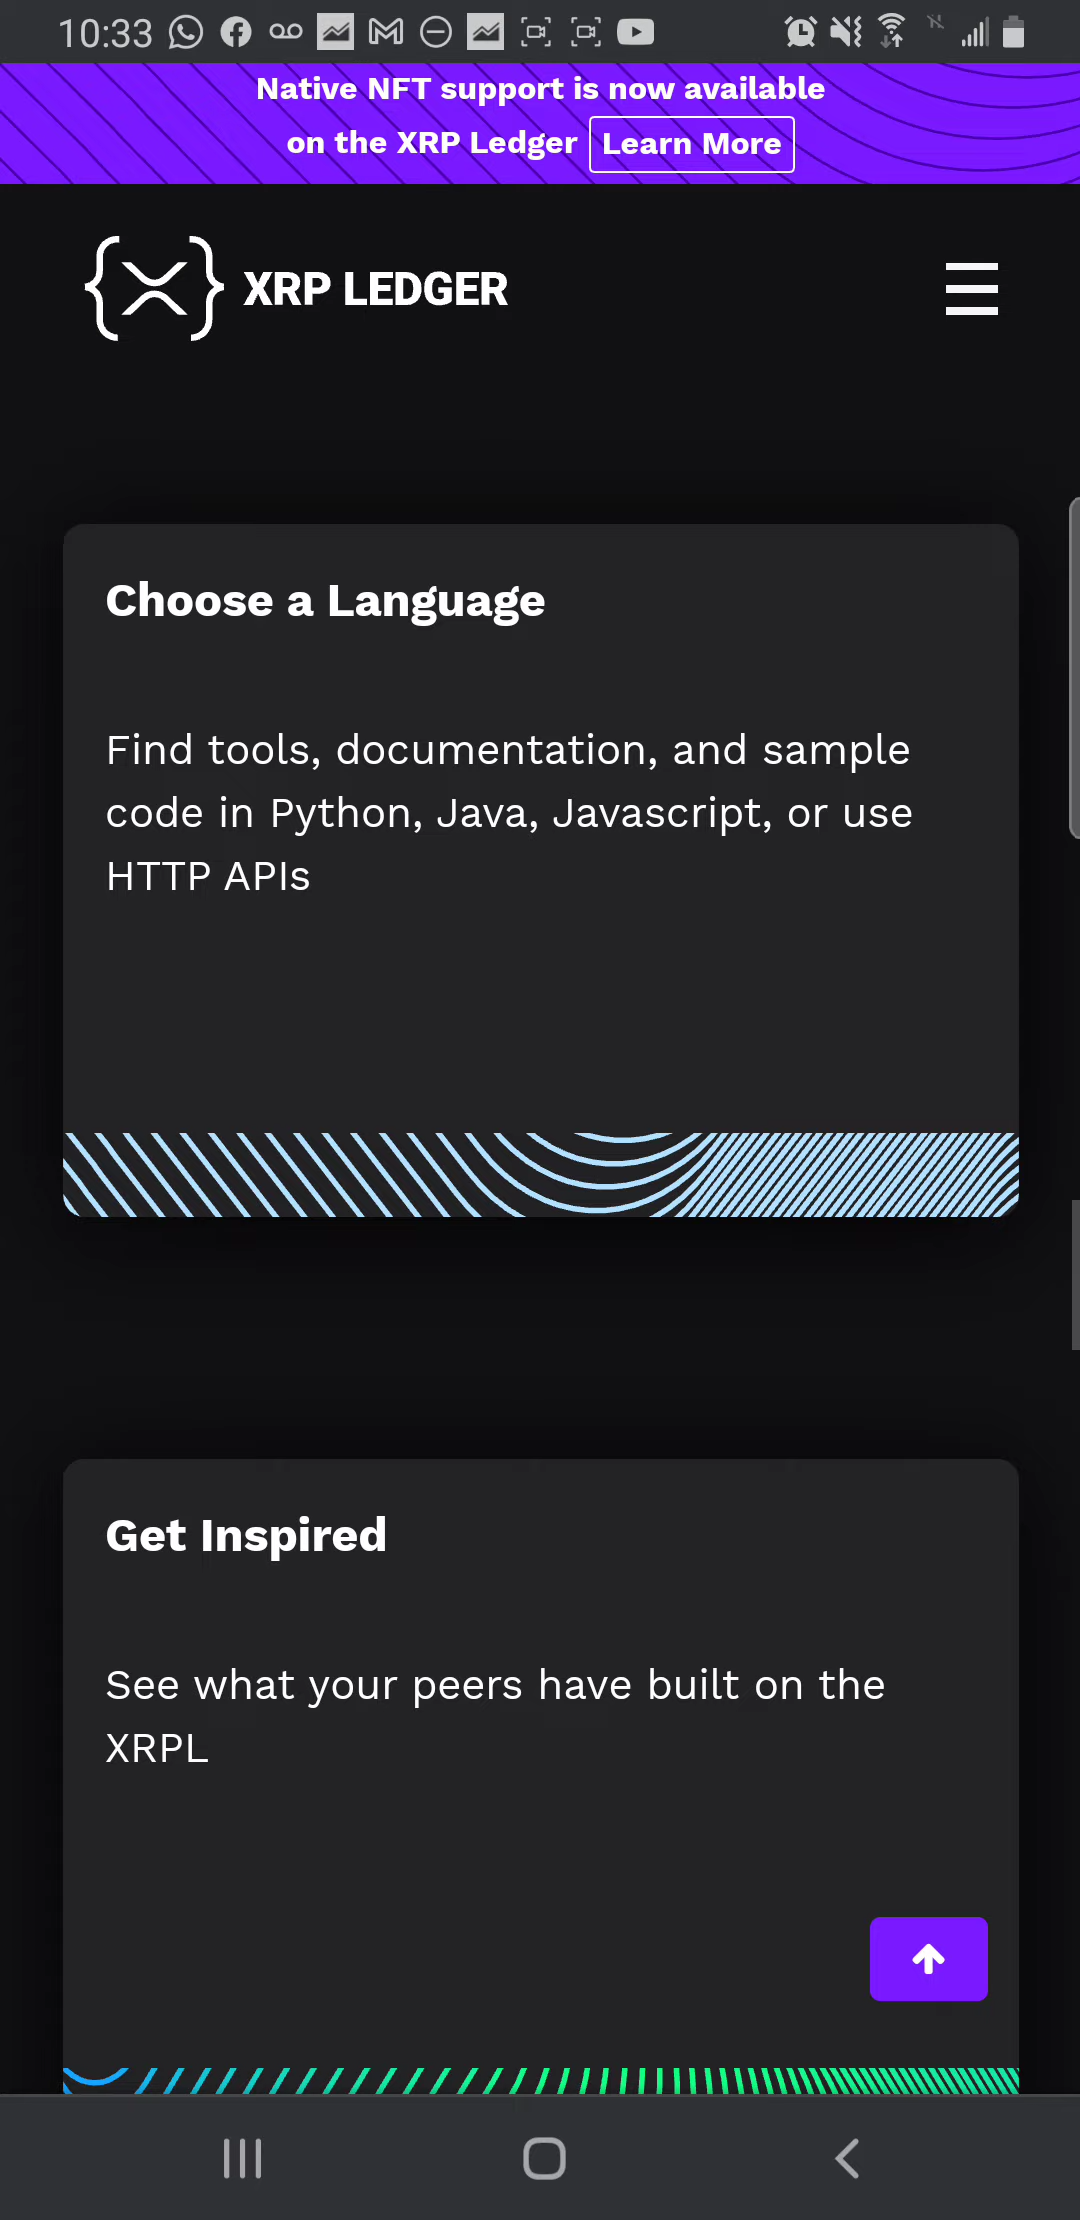 10:33
Native NFT support is now available
on the XRP Ledger Learn More
XRP LEDGER
Choose a Language
Find tools, documentation, and sample
code in Python, Java, Javascript, or use
HTTP APIs
Get Inspired
See what your peers have built on the
XRPL